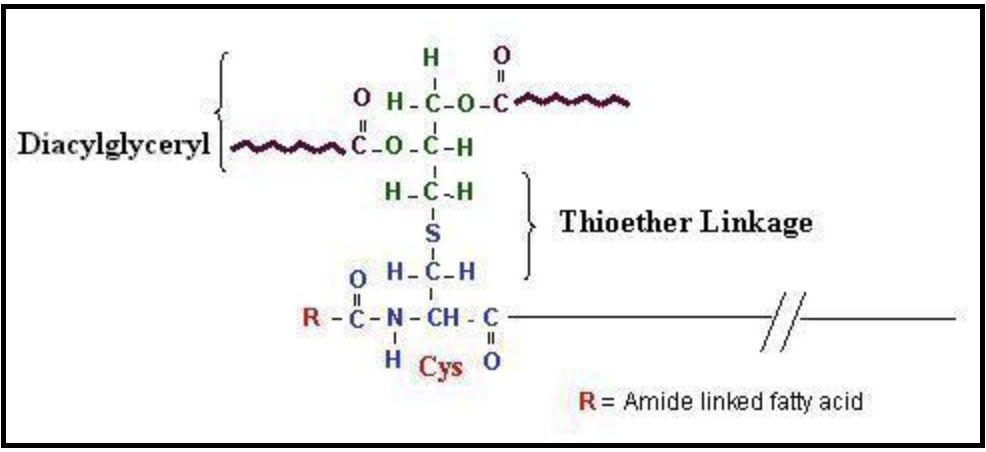 H O
O H-C-O-C
Diacylglyceryl C-O-C-H
H-C-H
S Thioether Linkage
O H-C-H
R-C-N-CH-C
H Cys O
R = Amide linked fatty acid